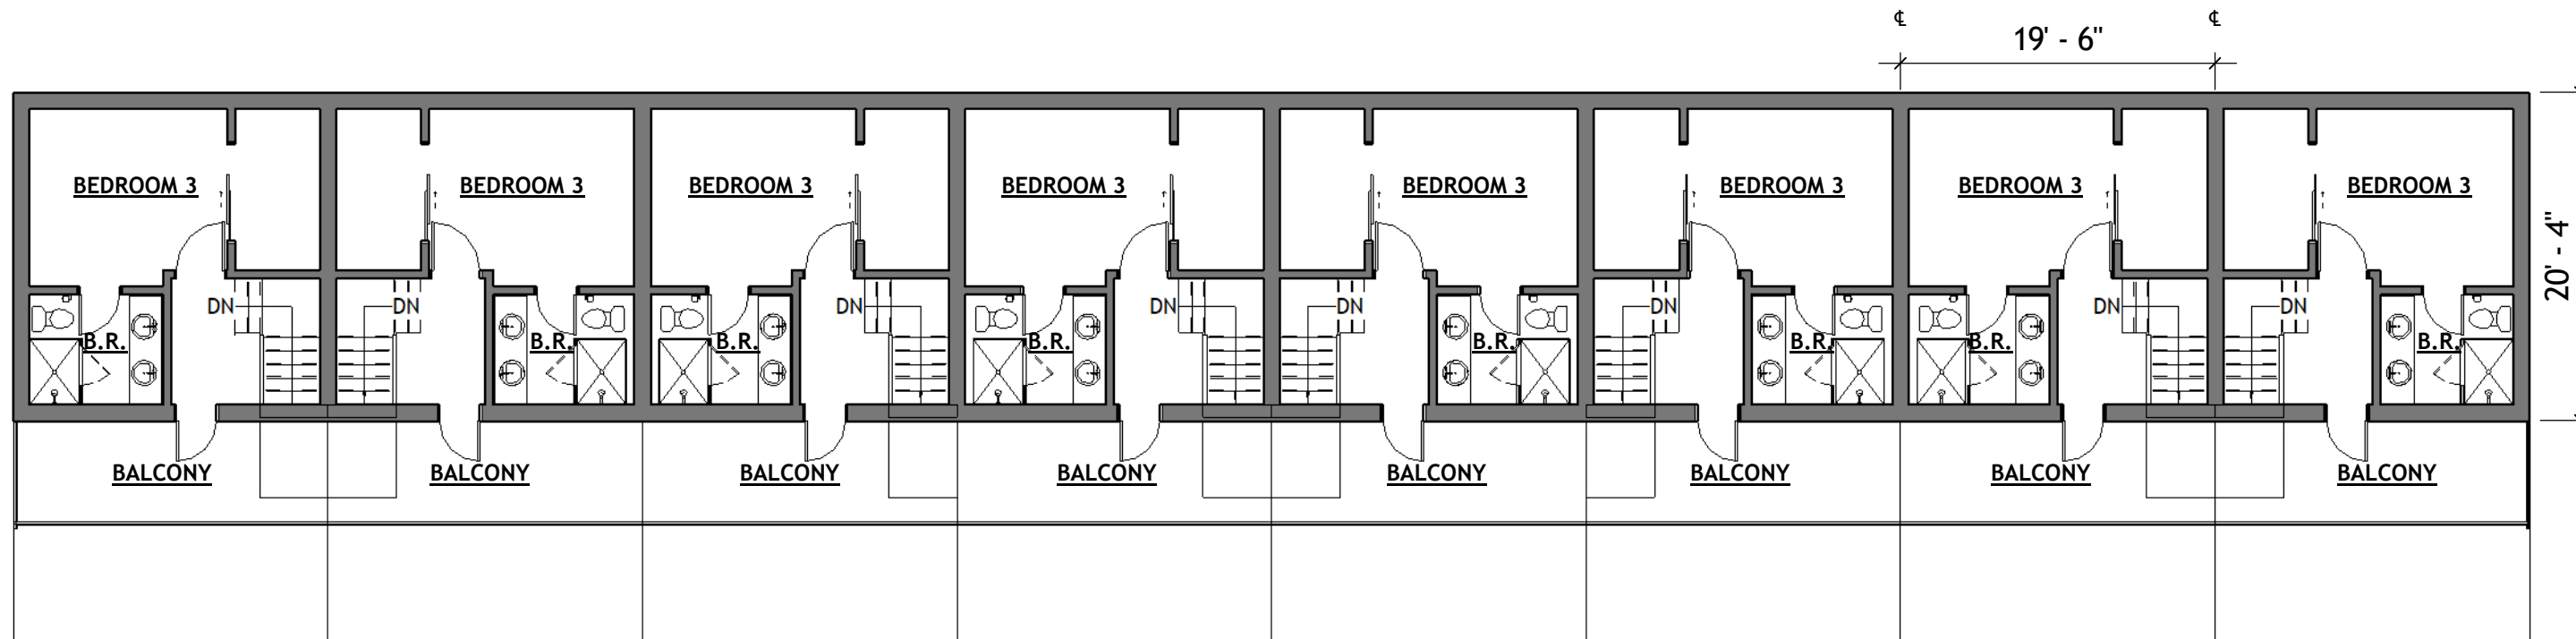 ℄ ℄
19' - 6"
BEDROOM 3 BEDROOM 3 BEDROOM 3 BEDROOM 3 BEDROOM 3 BEDROOM 3 BEDROOM 3 BEDROOM 3
20' - 4"
DN DN DN DN DN DN DN DN
B.R. B.R. B.R. B.R. B.R. B.R. B.R. B.R.
BALCONY BALCONY BALCONY BALCONY BALCONY BALCONY BALCONY BALCONY